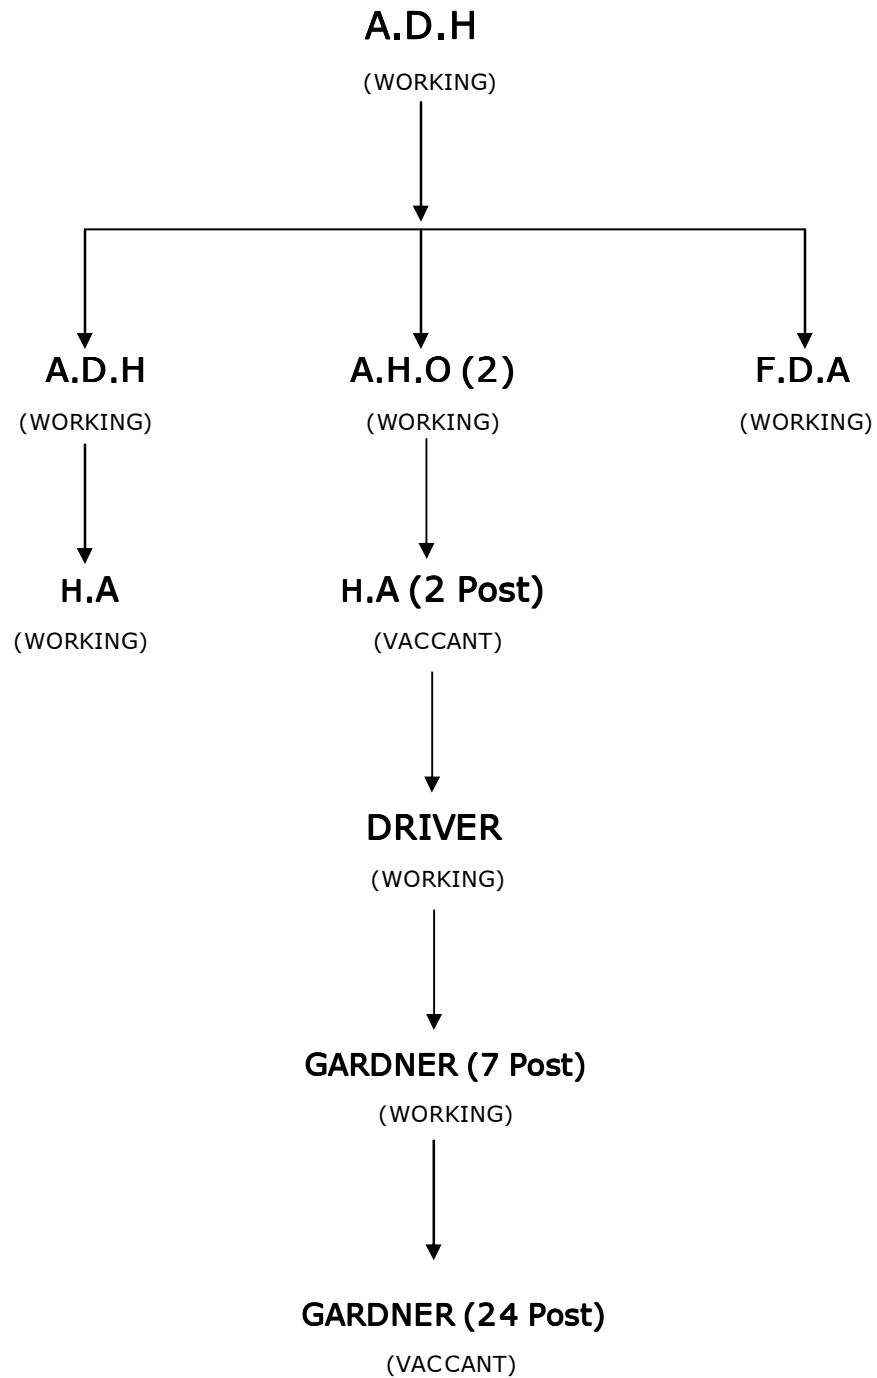 A.D.H
(WORKING)
A.D.H A.H.O (2) F.D.A
(WORKING) (WORKING) (WORKING)
H.A H.A (2 Post)
(WORKING) (VACCANT)
DRIVER
(WORKING)
GARDNER (7 Post)
(WORKING)
GARDNER (24 Post)
(VACCANT)